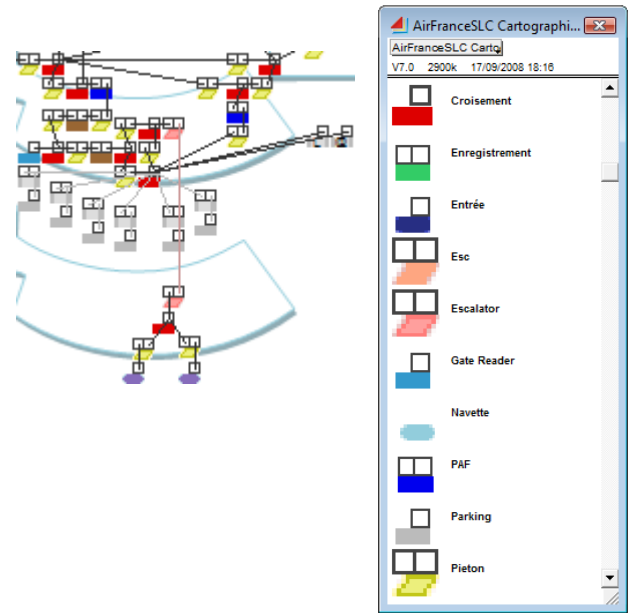 AirFranceSLC Cartographi...
AirFranceSLC Carto
V7.0 2900k 17/09/2008 18:16
Croisement
Enregistrement
Entrée
Esc
Escalator
Gate Reader
Navette
PAF
Parking
Pieton